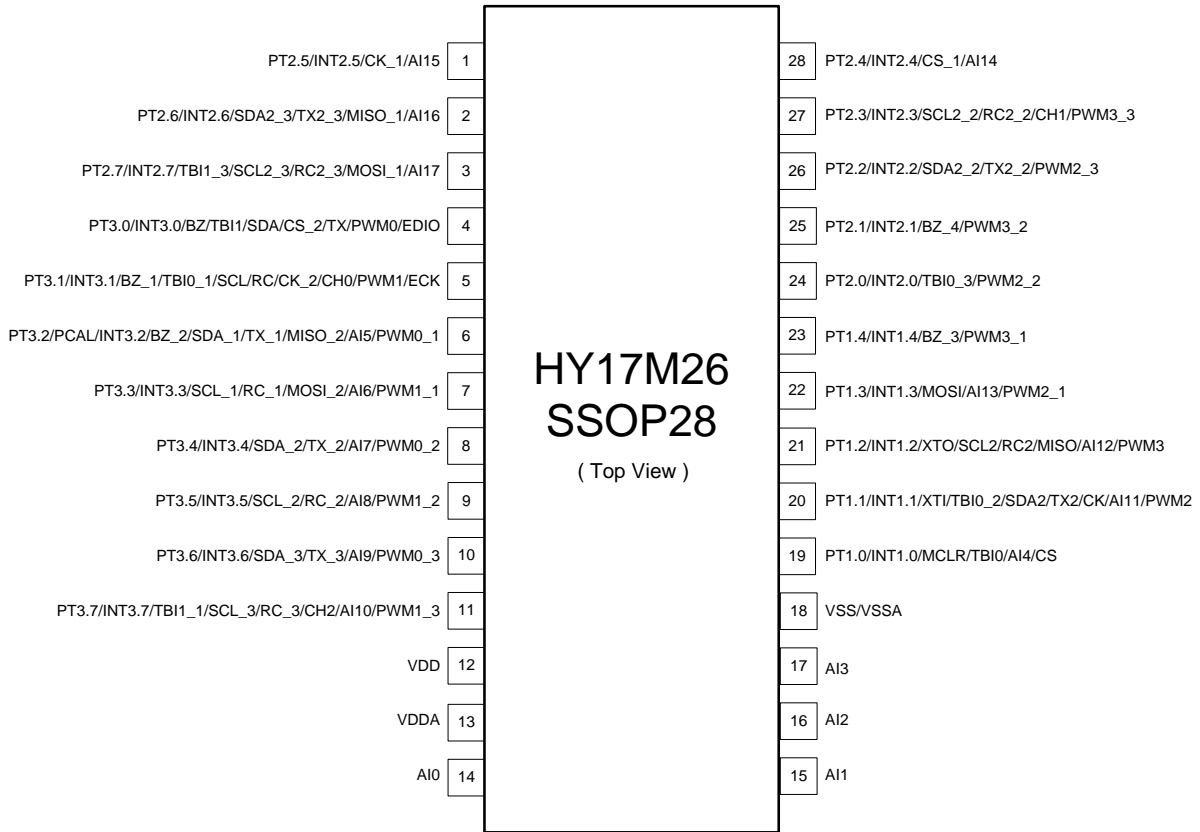 PT2.5/INT2.5/CK_1/AI15 1
PT2.6/INT2.6/SDA2_3/TX2_3/MISO_1/AI16 2
PT2.7/INT2.7/TBI1_3/SCL2_3/RC2_3/MOSI_1/AI17 3
PT3.0/INT3.0/BZ/TBI1/SDA/CS_2/TX/PWM0/EDIO 4
PT3.1/INT3.1/BZ_1/TBI0_1/SCL/RC/CK_2/CH0/PWM1/ECK 5
PT3.2/PCAL/INT3.2/BZ_2/SDA_1/TX_1/MISO_2/AI5/PWM0_1 6
PT3.3/INT3.3/SCL_1/RC_1/MOSI_2/AI6/PWM1_1 7
PT3.4/INT3.4/SDA_2/TX_2/AI7/PWM0_2 8
PT3.5/INT3.5/SCL_2/RC_2/AI8/PWM1_2 9
PT3.6/INT3.6/SDA_3/TX_3/AI9/PWM0_3 10
PT3.7/INT3.7/TBI1_1/SCL_3/RC_3/CH2/AI10/PWM1_3 11
VDD 12
VDDA 13
AI0 14
HY17M26
SSOP28
( Top View )
28 PT2.4/INT2.4/CS_1/AI14
27 PT2.3/INT2.3/SCL2_2/RC2_2/CH1/PWM3_3
26 PT2.2/INT2.2/SDA2_2/TX2_2/PWM2_3
25 PT2.1/INT2.1/BZ_4/PWM3_2
24 PT2.0/INT2.0/TBI0_3/PWM2_2
23 PT1.4/INT1.4/BZ_3/PWM3_1
22 PT1.3/INT1.3/MOSI/AI13/PWM2_1
21 PT1.2/INT1.2/XTO/SCL2/RC2/MISO/AI12/PWM3
20 PT1.1/INT1.1/XTI/TBI0_2/SDA2/TX2/CK/AI11/PWM2
19 PT1.0/INT1.0/MCLR/TBI0/AI4/CS
18 VSS/VSSA
17 AI3
16 AI2
15 AI1